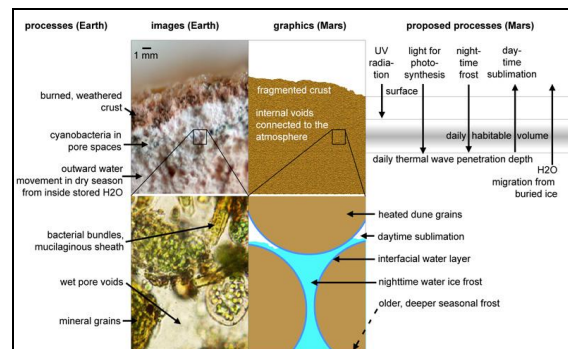 processes (Earth)
images (Earth)
graphics (Mars)
proposed processes (Mars)
1 mm
burned, weathered
crust
cyanobacteria in
pore spaces
outward water
movement in dry season
from inside stored H2O
bacterial bundles,
mucilaginous sheath
wet pore voids
mineral grains
fragmented crust
internal voids
connected to the
atmosphere
UV
radia-
tion
light for
photo-
synthesis
night-
time
frost
day-
time
sublimation
surface
daily habitable volume
daily thermal wave penetration depth
H2O
migration from
buried ice
heated dune grains
daytime sublimation
interfacial water layer
nighttime water ice frost
older, deeper seasonal frost